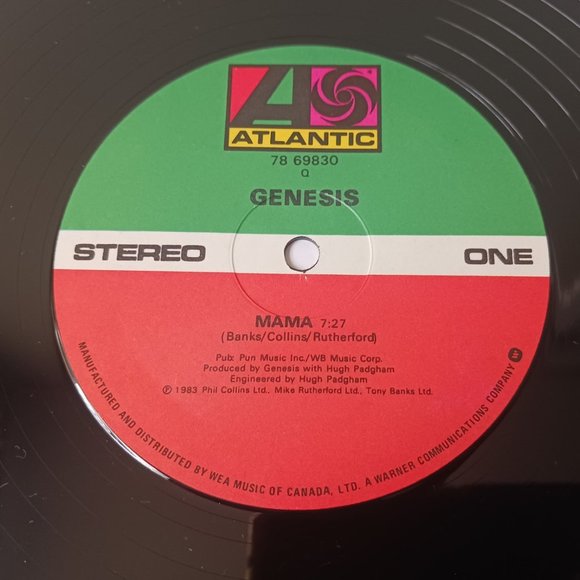 ATLANTIC
78 69830
Q
GENESIS
STEREO ONE
MAMA 7:27
(Banks/Collins/Rutherford)
Pub: Pun Music Inc./WB Music Corp.
Produced by Genesis with Hugh Padgham
Engineered by Hugh Padgham
℗ 1983 Phil Collins Ltd., Mike Rutherford Ltd., Tony Banks Ltd.
MANUFACTURED AND DISTRIBUTED BY WEA MUSIC OF CANADA, LTD. A WARNER COMMUNICATIONS COMPANY